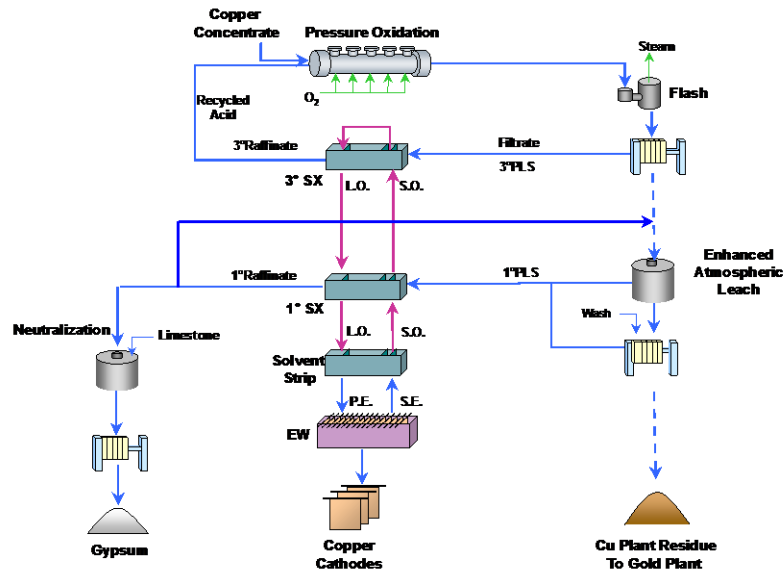 Copper
Concentrate
Pressure Oxidation
Steam
O2
Flash
Recycled
Acid
3°Raffinate
Filtrate
3°PLS
3° SX
L.O.
S.O.
1°Raffinate
1°PLS
Enhanced
Atmospheric
Leach
1° SX
Neutralization
Limestone
L.O.
S.O.
Wash
Solvent
Strip
P.E.
S.E.
EW
Gypsum
Copper
Cathodes
Cu Plant Residue
To Gold Plant